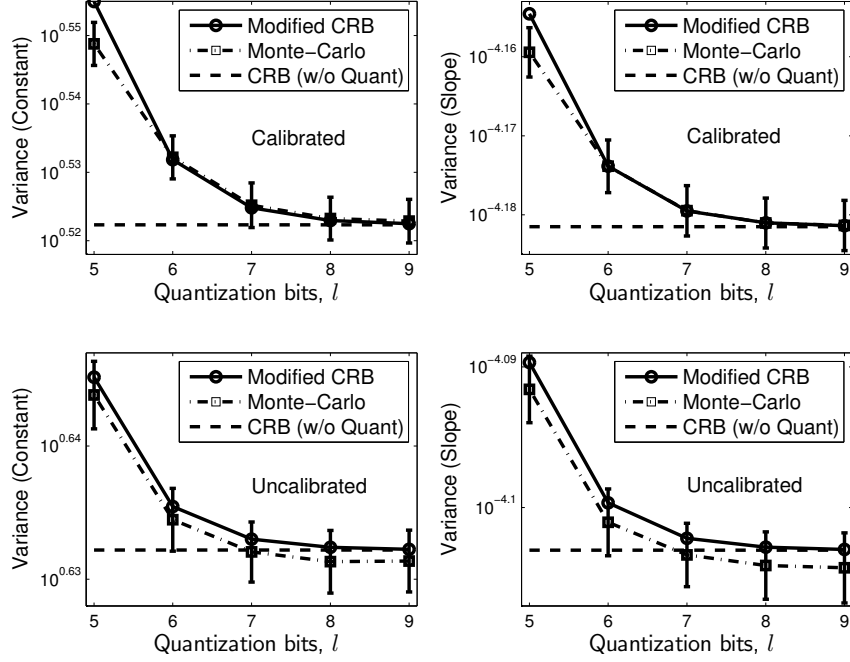 Modified CRB
Monte−Carlo
CRB (w/o Quant)
Calibrated
Variance (Constant)
10^0.55
10^0.54
10^0.53
10^0.52
5 6 7 8 9
Quantization bits, l
Modified CRB
Monte−Carlo
CRB (w/o Quant)
Calibrated
Variance (Slope)
10^−4.16
10^−4.17
10^−4.18
5 6 7 8 9
Quantization bits, l
Modified CRB
Monte−Carlo
CRB (w/o Quant)
Uncalibrated
Variance (Constant)
10^0.64
10^0.63
5 6 7 8 9
Quantization bits, l
Modified CRB
Monte−Carlo
CRB (w/o Quant)
Uncalibrated
Variance (Slope)
10^−4.09
10^−4.1
5 6 7 8 9
Quantization bits, l